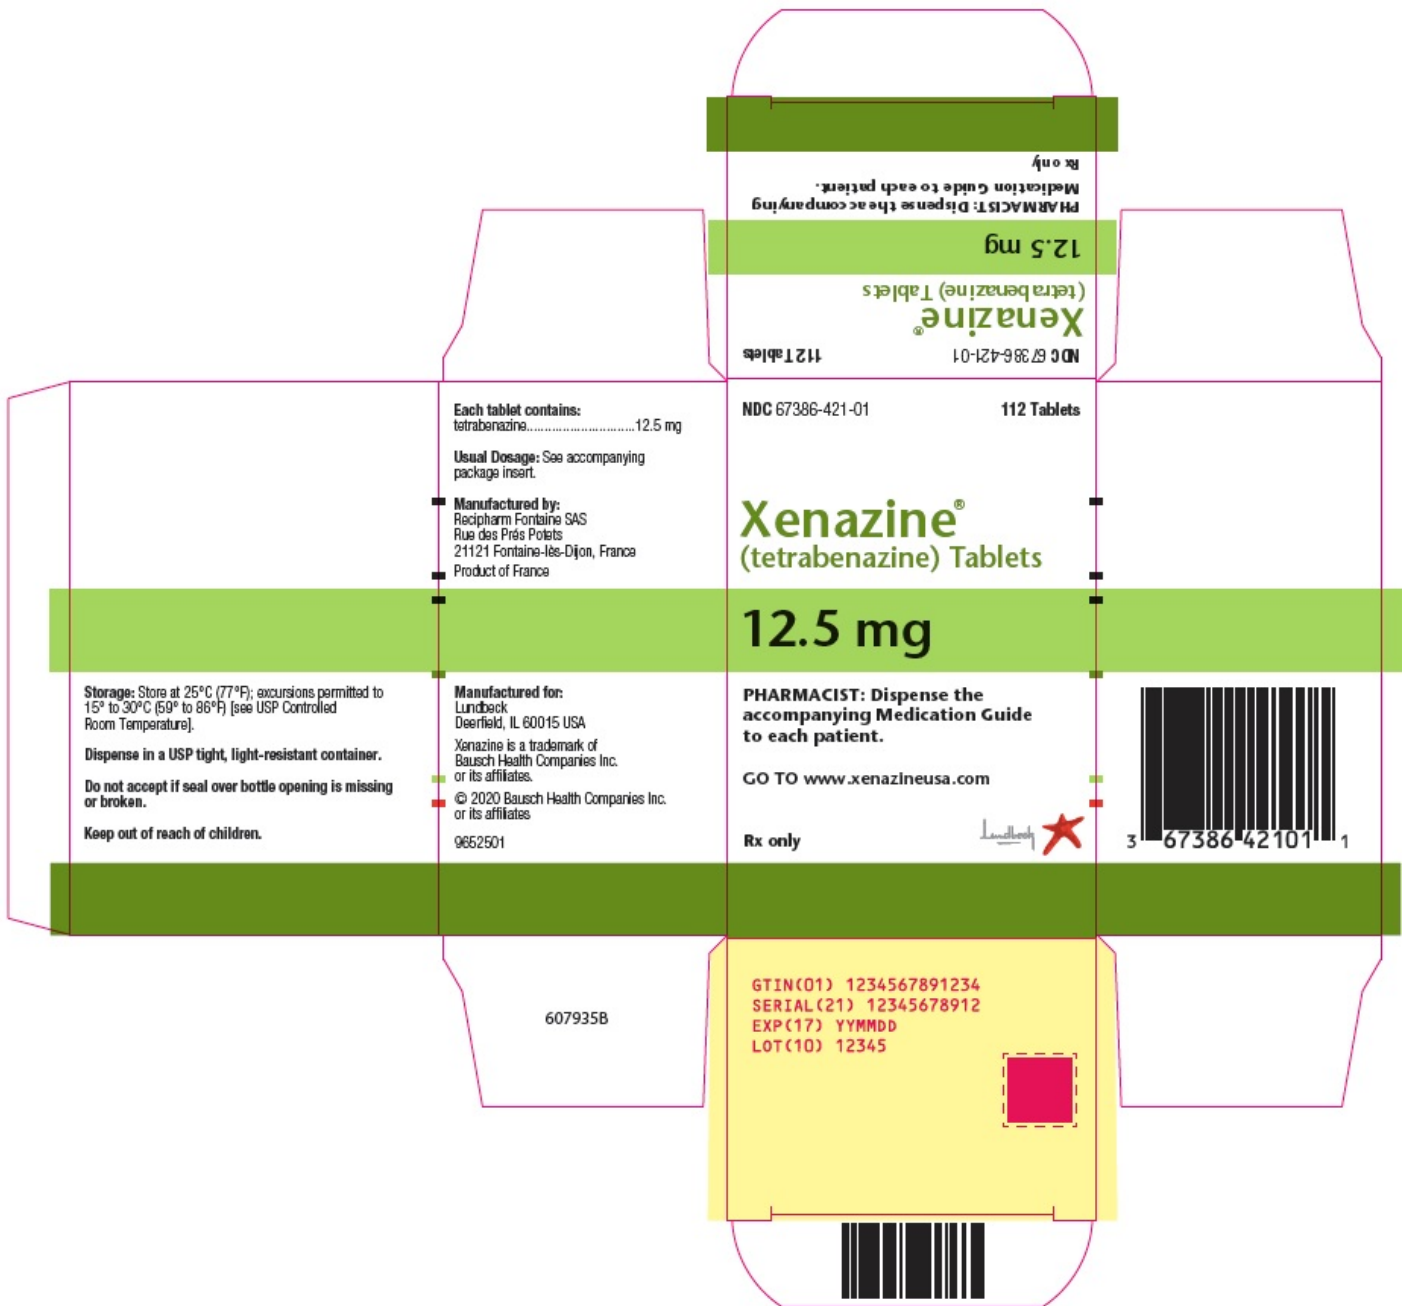 Rx only
Medication Guide to each patient.
PHARMACIST: Dispense the accompanying
12.5 mg
(tetrabenazine) Tablets
Xenazine®
NDC 67386-421-01 112 Tablets
Each tablet contains:
tetrabenazine..............................12.5 mg
Usual Dosage: See accompanying
package insert.
Manufactured by:
Recipharm Fontaine SAS
Rue des Prés Potets
21121 Fontaine-lès-Dijon, France
Product of France
NDC 67386-421-01 112 Tablets
Xenazine®
(tetrabenazine) Tablets
12.5 mg
Storage: Store at 25°C (77°F); excursions permitted to
15° to 30°C (59° to 86°F) [see USP Controlled
Room Temperature].
Dispense in a USP tight, light-resistant container.
Do not accept if seal over bottle opening is missing
or broken.
Keep out of reach of children.
Manufactured for:
Lundbeck
Deerfield, IL 60015 USA
Xenazine is a trademark of
Bausch Health Companies Inc.
or its affiliates.
© 2020 Bausch Health Companies Inc.
or its affiliates
9652501
PHARMACIST: Dispense the
accompanying Medication Guide
to each patient.
GO TO www.xenazineusa.com
Rx only
Lundbeck
3 67386 42101 1
607935B
GTIN(01) 1234567891234
SERIAL(21) 12345678912
EXP(17) YYMMDD
LOT(10) 12345